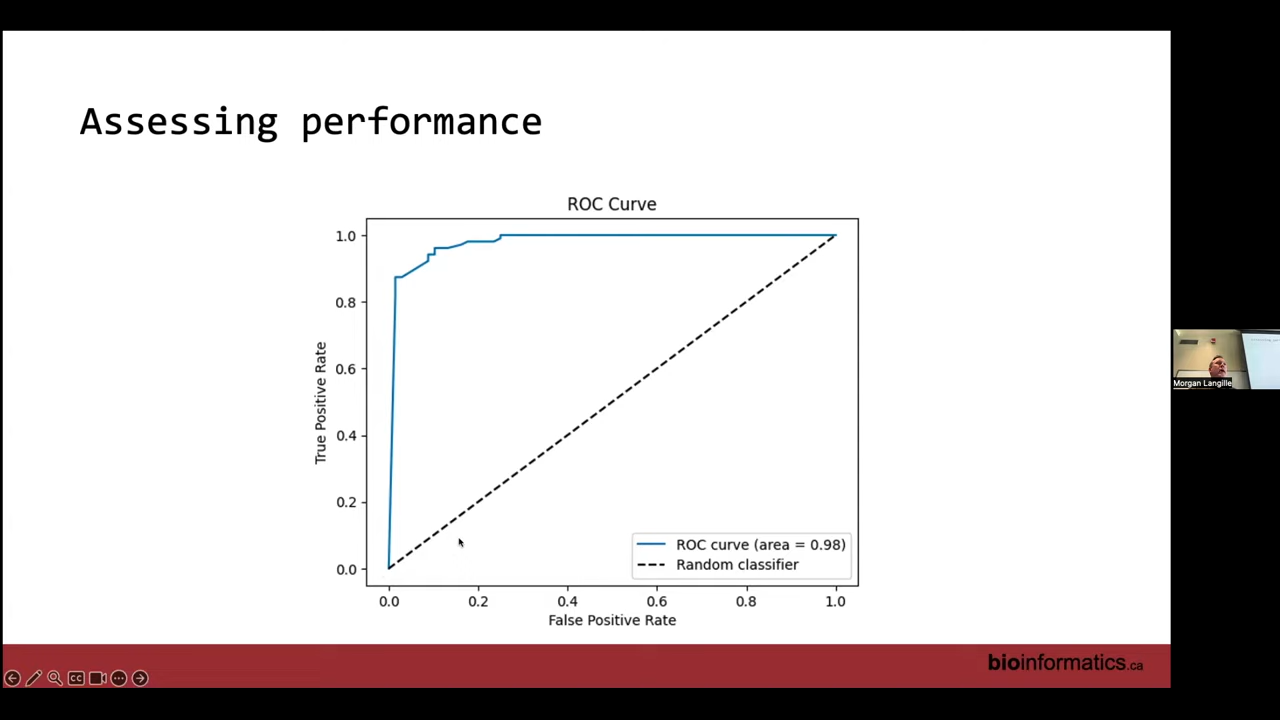 Assessing performance
ROC Curve
1.0
0.8
0.6
0.4
0.2
0.0
True Positive Rate
ROC curve (area = 0.98)
Random classifier
0.0 0.2 0.4 0.6 0.8 1.0
False Positive Rate
bioinformatics.ca
CC
Morgan Langille